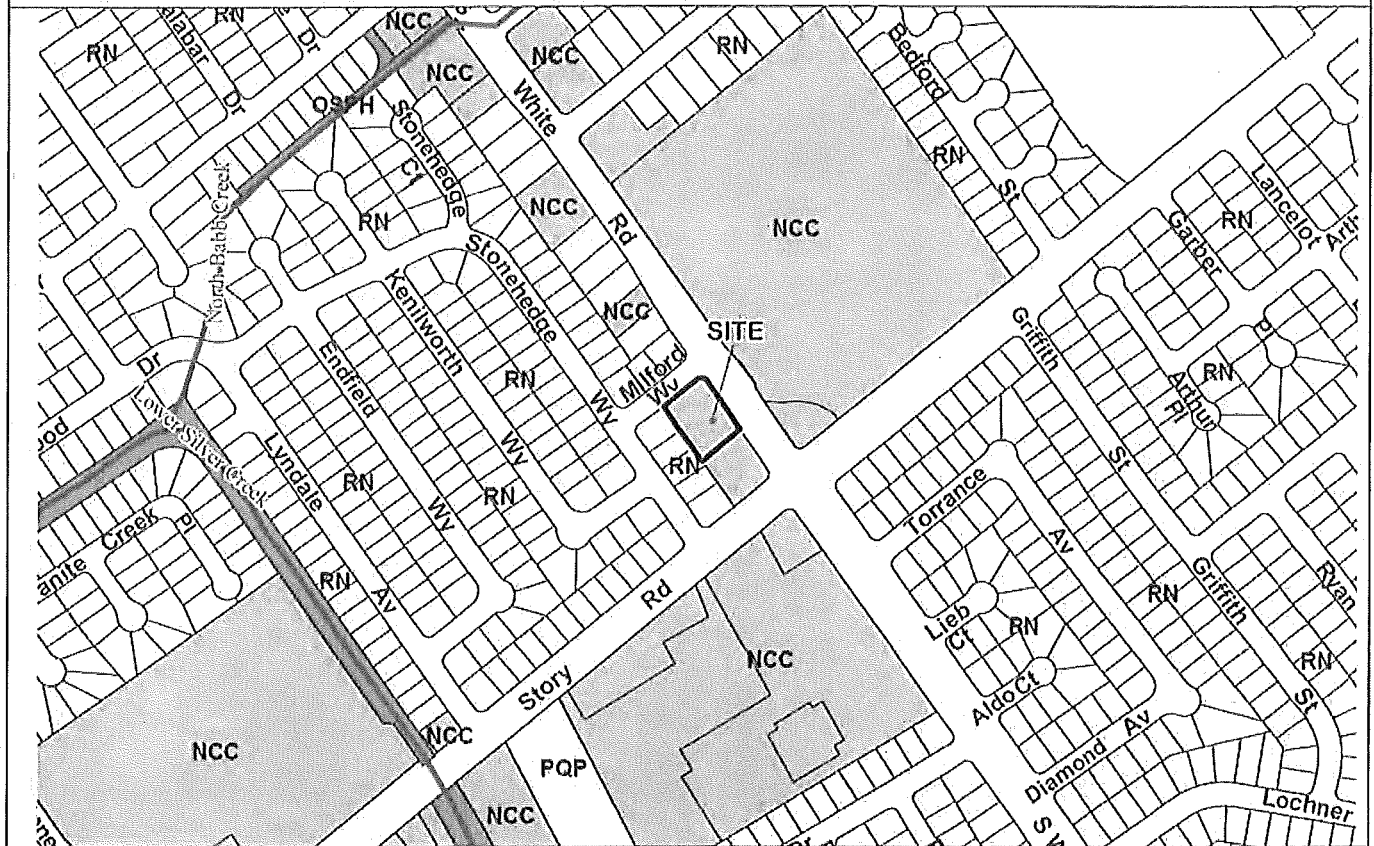 RN
Dr
Dr
NCC
NCC
NCC
RN
Bedford
St
OSPH
Stonehedge
Ct
White
Rd
North Babb Creek
RN
NCC
NCC
RN
Lancelot
RN
Garber
Stonehedge
Wy
Kenilworth
Wy
NCC
SITE
Griffith
St
Pl
RN
Arthur
Pl
Dr
Endfield
Wy
RN
Milford
Wy
Lower Silver Creek
Lyndale
Av
RN
RN
RN
Torrance
Av
Creek
Pl
RN
Story
Rd
NCC
Lieb
Ct
RN
RN
Griffith
St
Ryan
RN
Aldo Ct
Diamond Av
NCC
NCC
PQP
NCC
Lochner